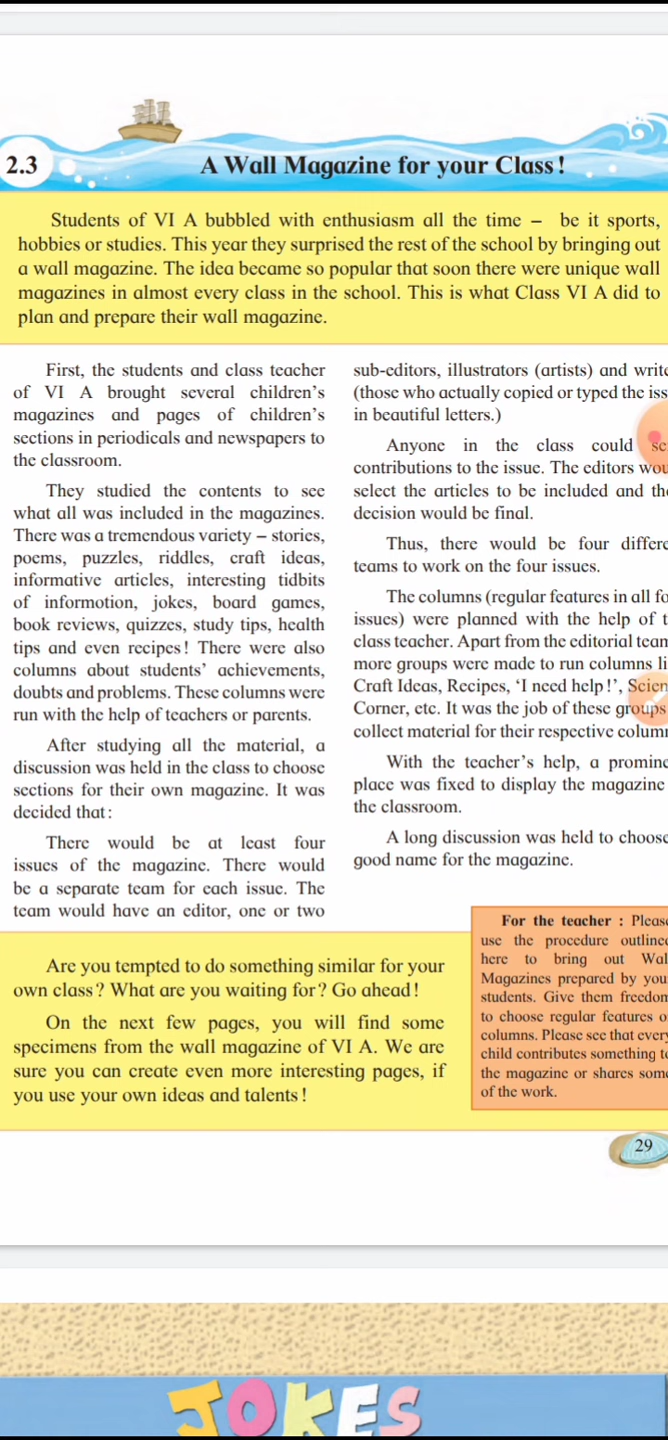 2.3
A Wall Magazine for your Class!
Students of VI A bubbled with enthusiasm all the time – be it sports,
hobbies or studies. This year they surprised the rest of the school by bringing out
a wall magazine. The idea became so popular that soon there were unique wall
magazines in almost every class in the school. This is what Class VI A did to
plan and prepare their wall magazine.
First, the students and class teacher
of VI A brought several children's
magazines and pages of children's
sections in periodicals and newspapers to
the classroom.
They studied the contents to see
what all was included in the magazines.
There was a tremendous variety – stories,
poems, puzzles, riddles, craft ideas,
informative articles, interesting tidbits
of informotion, jokes, board games,
book reviews, quizzes, study tips, health
tips and even recipes! There were also
columns about students' achievements,
doubts and problems. These columns were
run with the help of teachers or parents.
After studying all the material, a
discussion was held in the class to choose
sections for their own magazine. It was
decided that:
There would be at least four
issues of the magazine. There would
be a separate team for each issue. The
team would have an editor, one or two
sub-editors, illustrators (artists) and
(those who actually copied or typed the
in beautiful letters.)
Anyone in the class could
contributions to the issue. The editors
select the articles to be included and
decision would be final.
Thus, there would be four
teams to work on the four issues.
The columns (regular features in all
issues) were planned with the help of
class teacher. Apart from the editorial
more groups were made to run columns
Craft Ideas, Recipes, 'I need help!',
Corner, etc. It was the job of these groups
collect material for their respective
With the teacher's help, a
place was fixed to display the magazine
the classroom.
A long discussion was held to choose
good name for the magazine.
Are you tempted to do something similar for your
own class? What are you waiting for? Go ahead!
On the next few pages, you will find some
specimens from the wall magazine of VI A. We are
sure you can create even more interesting pages, if
you use your own ideas and talents!
For the teacher : Please
use the procedure outlined
here to bring out
Magazines prepared by
students. Give them freedom
to choose regular features
columns. Please see that every
child contributes something
the magazine or shares some
of the work.
29
JOKES